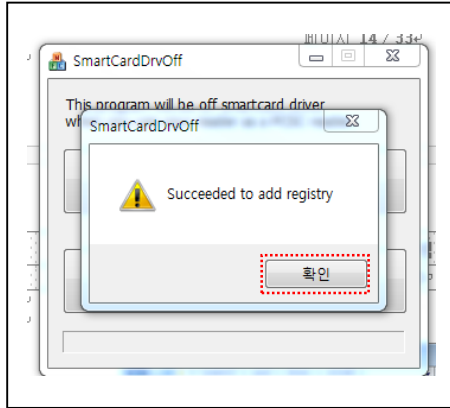 페이지 14 / 33
SmartCardDrvOff
This program will be off smartcard driver
SmartCardDrvOff
Succeeded to add registry
확인